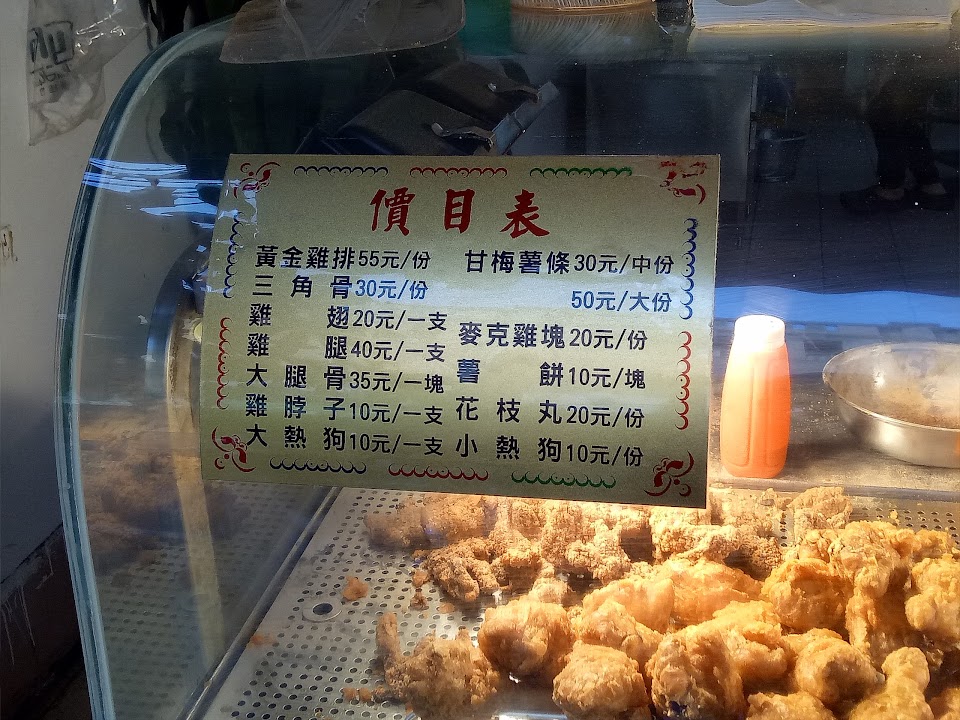 價目表
黃金雞排55元/份
三角骨30元/份
雞翅20元/一支
雞腿40元/一支
大腿骨35元/一塊
雞脖子10元/一支
大熱狗10元/一支
甘梅薯條30元/中份
50元/大份
麥克雞塊20元/份
薯餅10元/塊
花枝丸20元/份
小熱狗10元/份